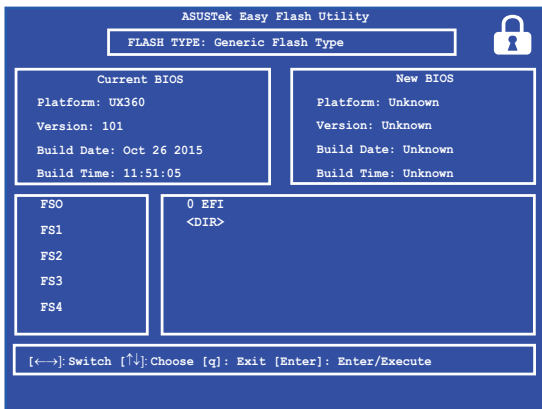 ASUSTek Easy Flash Utility
FLASH TYPE: Generic Flash Type
Current BIOS
Platform: UX360
Version: 101
Build Date: Oct 26 2015
Build Time: 11:51:05
New BIOS
Platform: Unknown
Version: Unknown
Build Date: Unknown
Build Time: Unknown
FSO
FS1
FS2
FS3
FS4
0 EFI
<DIR>
[←→]: Switch [↑↓]: Choose [q]: Exit [Enter]: Enter/Execute